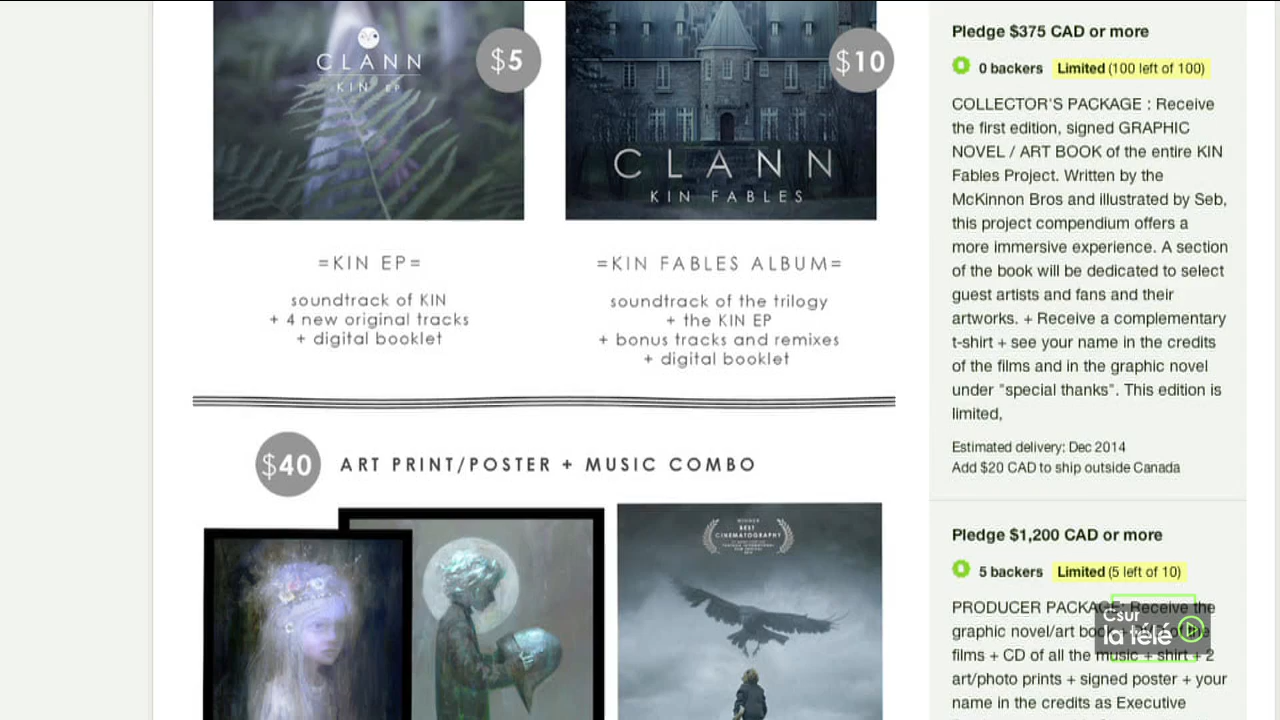 CLANN
KIN EP
$5
$10
CLANN
KIN FABLES
=KIN EP=
soundtrack of KIN
+ 4 new original tracks
+ digital booklet
=KIN FABLES ALBUM=
soundtrack of the trilogy
+ the KIN EP
+ bonus tracks and remixes
+ digital booklet
$40
ART PRINT/POSTER + MUSIC COMBO
WINNER
BEST
CINEMATOGRAPHY
Pledge $375 CAD or more
0 backers Limited (100 left of 100)
COLLECTOR'S PACKAGE : Receive
the first edition, signed GRAPHIC
NOVEL / ART BOOK of the entire KIN
Fables Project. Written by the
McKinnon Bros and illustrated by Seb,
this project compendium offers a
more immersive experience. A section
of the book will be dedicated to select
guest artists and fans and their
artworks. + Receive a complementary
t-shirt + see your name in the credits
of the films and in the graphic novel
under "special thanks". This edition is
limited,
Estimated delivery: Dec 2014
Add $20 CAD to ship outside Canada
Pledge $1,200 CAD or more
5 backers Limited (5 left of 10)
PRODUCER PACKAGE: Receive the
graphic novel/art book of the
films + CD of all the music + shirt + 2
art/photo prints + signed poster + your
name in the credits as Executive
Csur
la télé